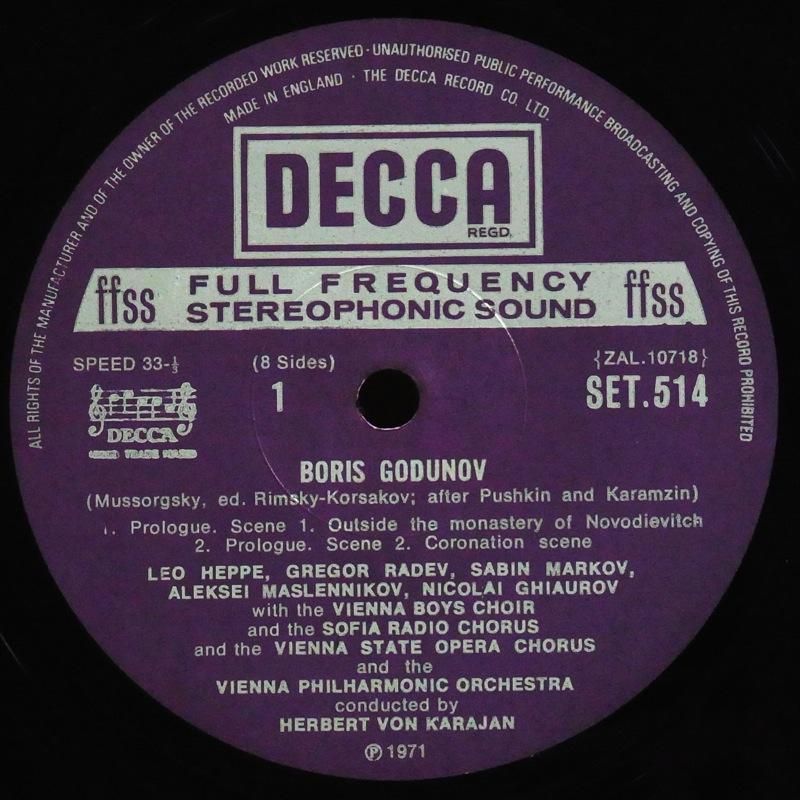 ALL RIGHTS OF THE MANUFACTURER AND OF THE OWNER OF THE RECORDED WORK RESERVED · UNAUTHORISED PUBLIC PERFORMANCE BROADCASTING AND COPYING OF THIS RECORD PROHIBITED
MADE IN ENGLAND · THE DECCA RECORD CO. LTD.
DECCA
REGD.
ffss FULL FREQUENCY ffss
STEREOPHONIC SOUND
SPEED 33-⅓ (8 Sides) {ZAL.10718}
1 SET.514
DECCA
BORIS GODUNOV
(Mussorgsky, ed. Rimsky-Korsakov; after Pushkin and Karamzin)
1. Prologue. Scene 1. Outside the monastery of Novodievitch
2. Prologue. Scene 2. Coronation scene
LEO HEPPE, GREGOR RADEV, SABIN MARKOV,
ALEKSEI MASLENNIKOV, NICOLAI GHIAUROV
with the VIENNA BOYS CHOIR
and the SOFIA RADIO CHORUS
and the VIENNA STATE OPERA CHORUS
and the
VIENNA PHILHARMONIC ORCHESTRA
conducted by
HERBERT VON KARAJAN
Ⓟ 1971